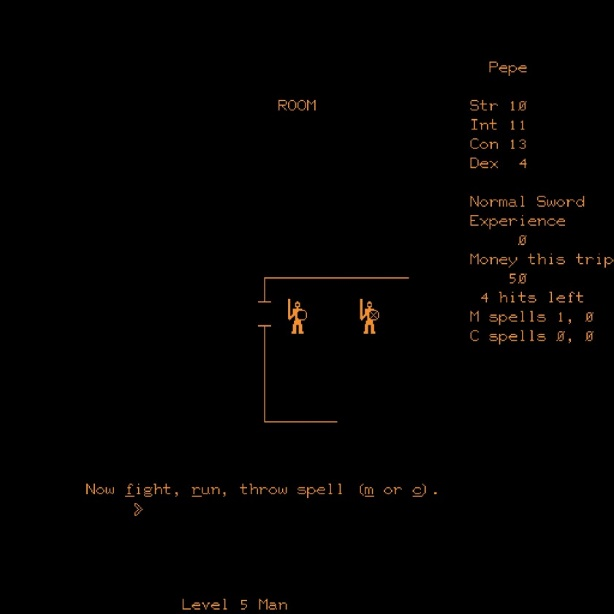 Pepe
ROOM
Str 10
Int 11
Con 13
Dex 4
Normal Sword
Experience
0
Money this trip
50
4 hits left
M spells 1, 0
C spells 0, 0
Now fight, run, throw spell (m or c).
Level 5 Man